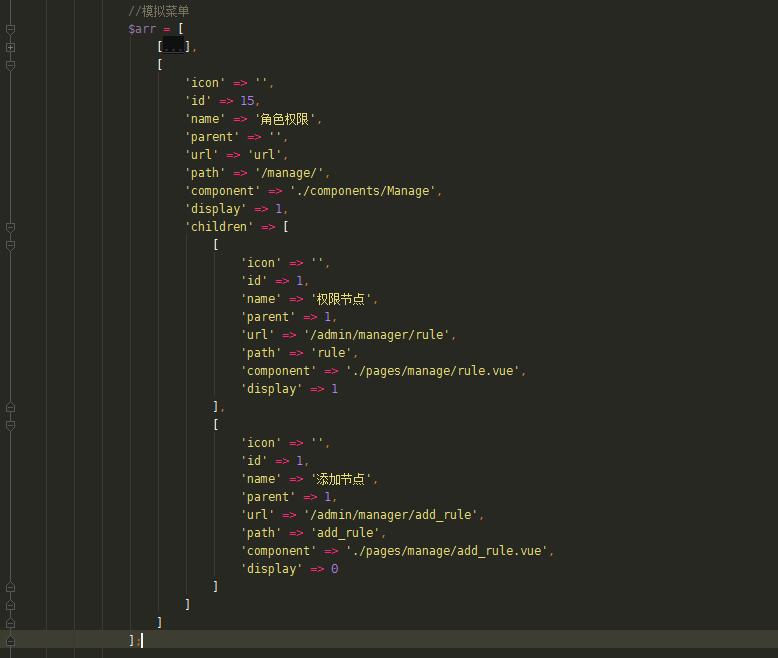 //模拟菜单
$arr = [
[...],
[
'icon' => '',
'id' => 15,
'name' => '角色权限',
'parent' => '',
'url' => 'url',
'path' => '/manage/',
'component' => './components/Manage',
'display' => 1,
'children' => [
[
'icon' => '',
'id' => 1,
'name' => '权限节点',
'parent' => 1,
'url' => '/admin/manager/rule',
'path' => 'rule',
'component' => './pages/manage/rule.vue',
'display' => 1
],
[
'icon' => '',
'id' => 1,
'name' => '添加节点',
'parent' => 1,
'url' => '/admin/manager/add_rule',
'path' => 'add_rule',
'component' => './pages/manage/add_rule.vue',
'display' => 0
]
]
]
];